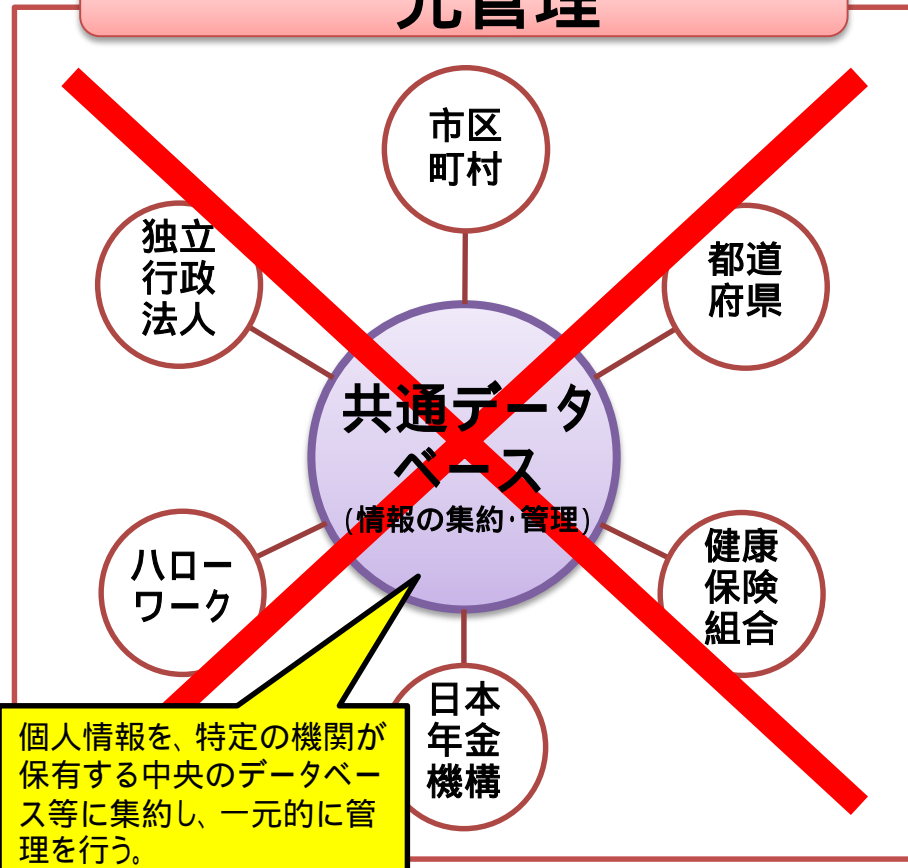 元管理
市区
町村
独立
行政
法人
都道
府県
共通データ
ベース
(情報の集約・管理)
ハロー
ワーク
健康
保険
組合
日本
年金
機構
個人情報を、特定の機関が
保有する中央のデータベー
ス等に集約し、一元的に管
理を行う。